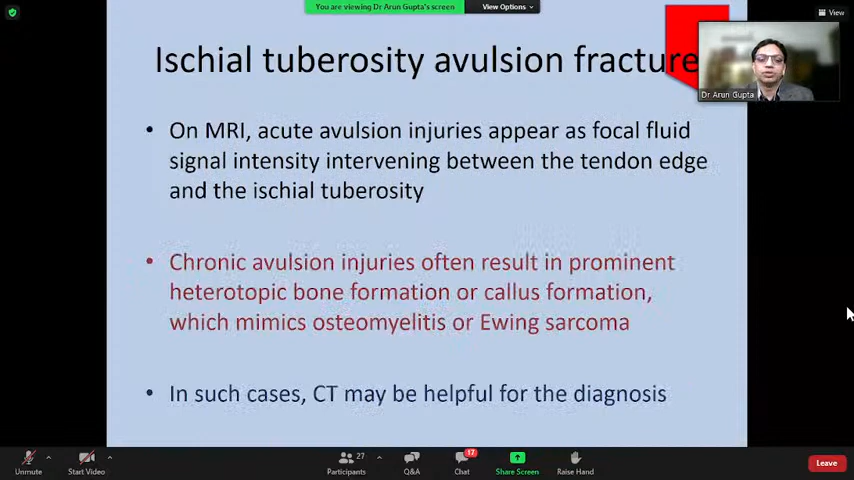 You are viewing Dr Arun Gupta's screen
View Options
View
Ischial tuberosity avulsion fracture
Dr Arun Gupta
• On MRI, acute avulsion injuries appear as focal fluid
signal intensity intervening between the tendon edge
and the ischial tuberosity
• Chronic avulsion injuries often result in prominent
heterotopic bone formation or callus formation,
which mimics osteomyelitis or Ewing sarcoma
• In such cases, CT may be helpful for the diagnosis
Unmute
Start Video
27
Participants
Q&A
17
Chat
Share Screen
Raise Hand
Leave